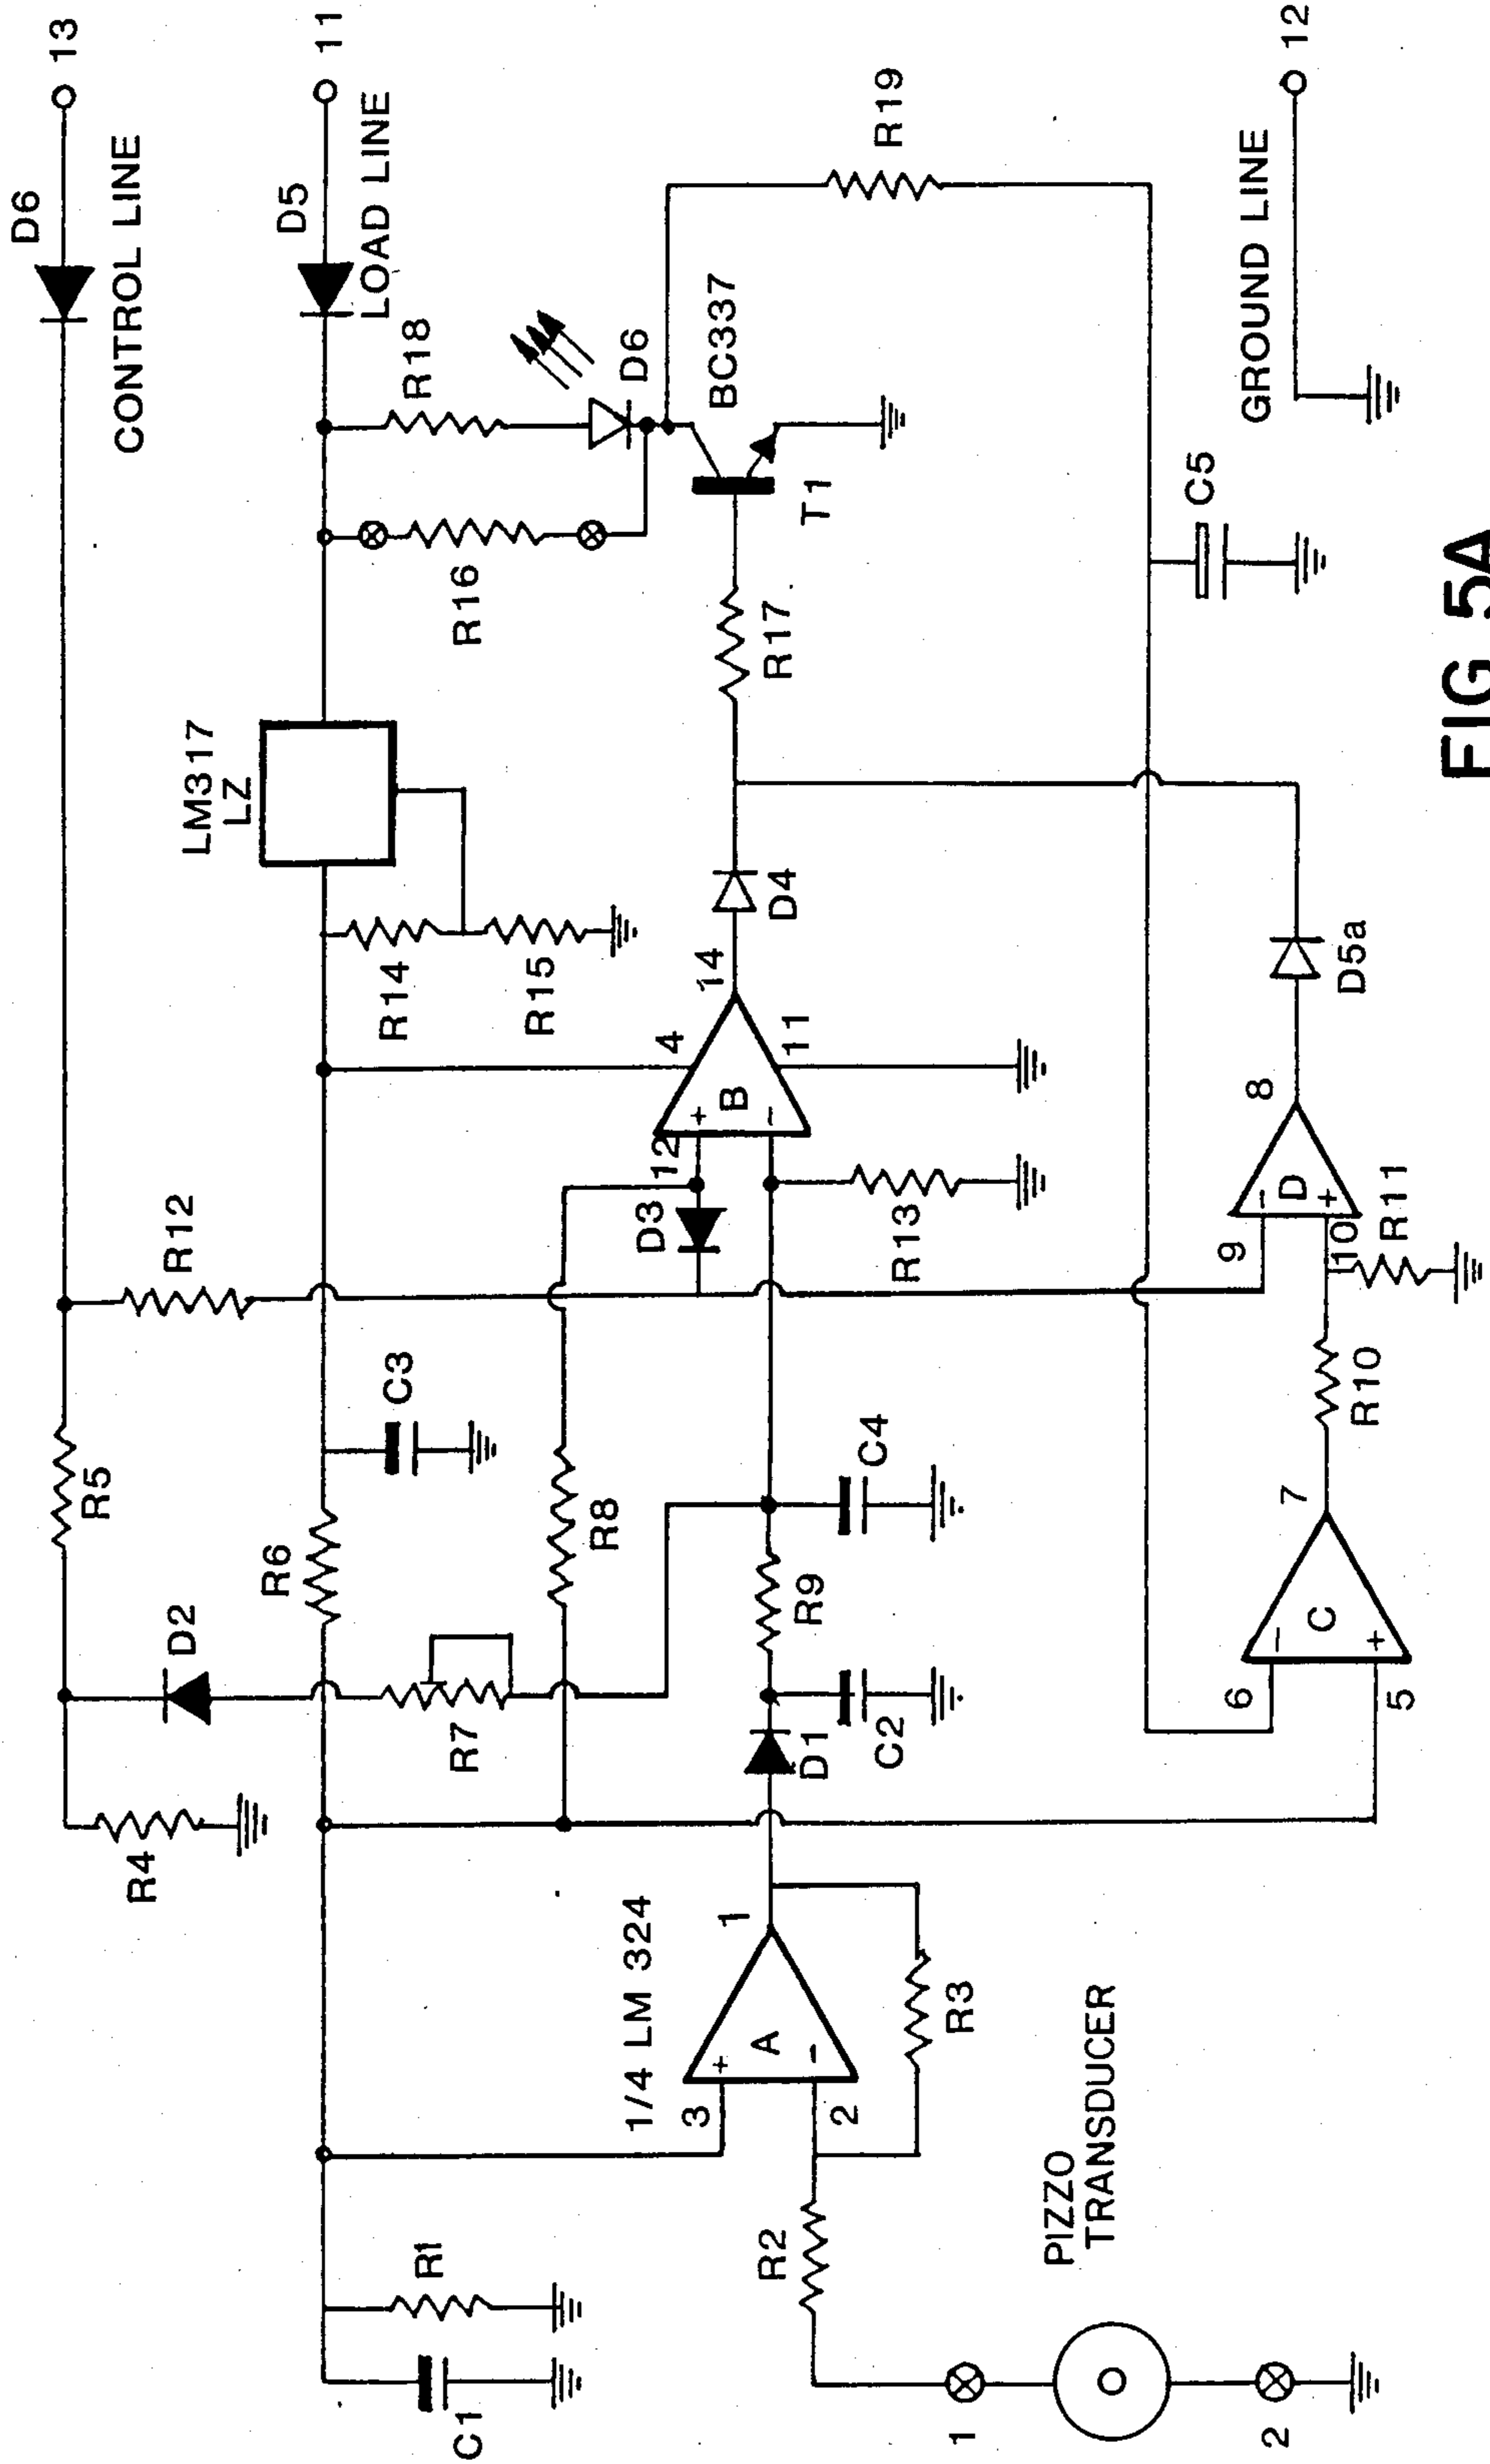 D6
13
CONTROL LINE
D5
11
LOAD LINE
R18
R19
D6
BC337
T1
R16
R17
GROUND LINE
12
C5
LM317
LZ
R14
R15
D4
14
4
11
B
+
-
12
D3
R13
D5a
8
D
-
+
9
10
R11
R12
R5
C3
R6
R8
C4
R9
D2
R7
R10
7
C
-
+
6
5
C2
D1
R4
1/4 LM 324
1
A
+
-
3
2
R3
R1
R2
C1
PIZZO
TRANSDUCER
1
2
FIG 5A